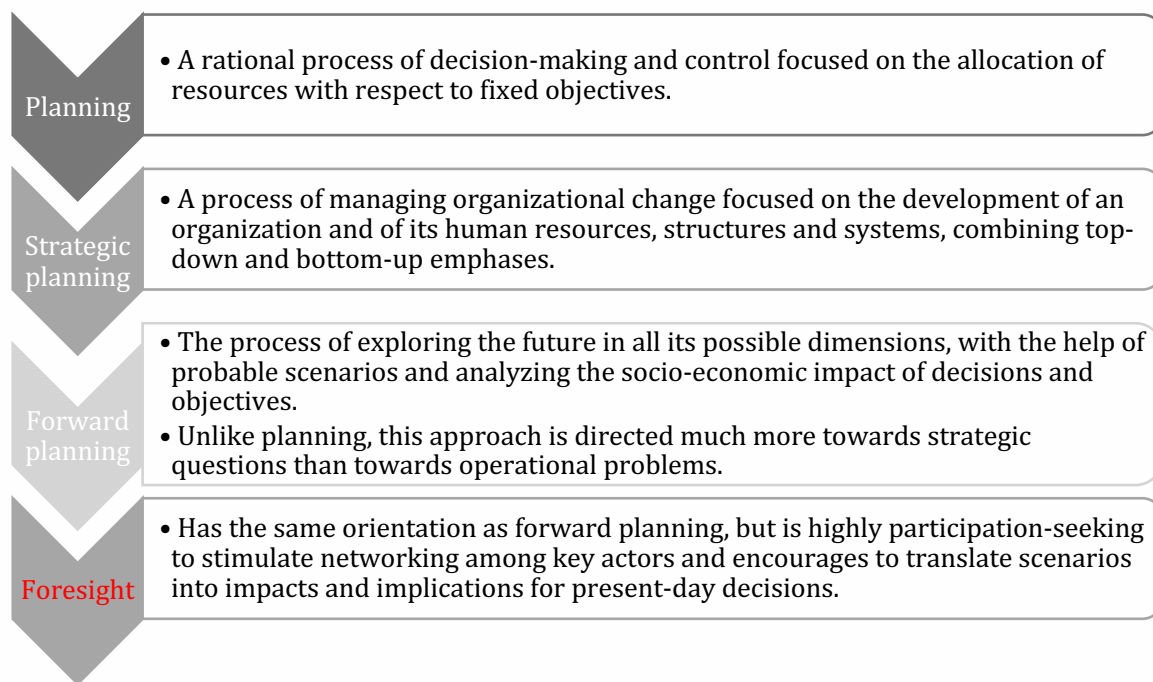 Planning
• A rational process of decision-making and control focused on the allocation of
resources with respect to fixed objectives.
Strategic
planning
• A process of managing organizational change focused on the development of an
organization and of its human resources, structures and systems, combining top-
down and bottom-up emphases.
Forward
planning
• The process of exploring the future in all its possible dimensions, with the help of
probable scenarios and analyzing the socio-economic impact of decisions and
objectives.
• Unlike planning, this approach is directed much more towards strategic
questions than towards operational problems.
Foresight
• Has the same orientation as forward planning, but is highly participation-seeking
to stimulate networking among key actors and encourages to translate scenarios
into impacts and implications for present-day decisions.